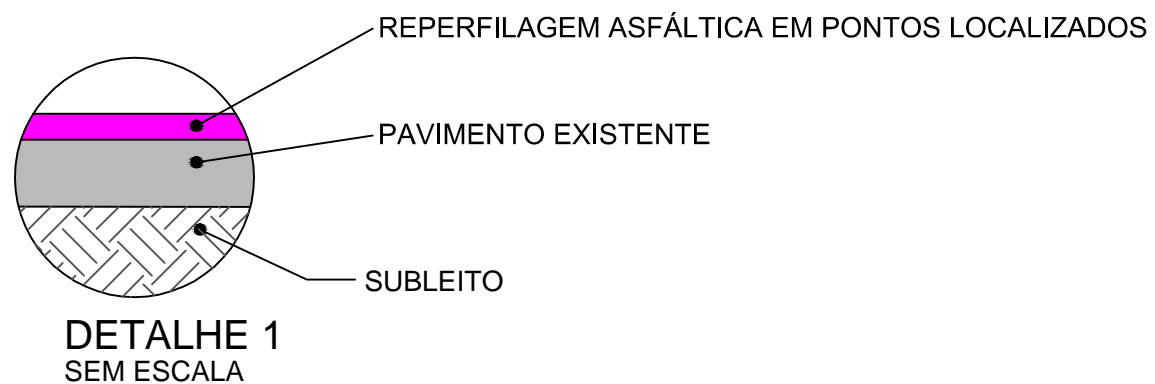 REPERFILAGEM ASFÁLTICA EM PONTOS LOCALIZADOS
PAVIMENTO EXISTENTE
SUBLEITO
DETALHE 1
SEM ESCALA